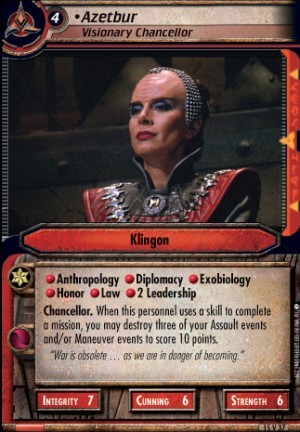 4 •Azetbur
Visionary Chancellor
Klingon
•Anthropology •Diplomacy •Exobiology
•Honor •Law •2 Leadership
Chancellor. When this personnel uses a skill to complete
a mission, you may destroy three of your Assault events
and/or Maneuver events to score 10 points.
"War is obsolete ... as we are in danger of becoming."
INTEGRITY 7 CUNNING 6 STRENGTH 6